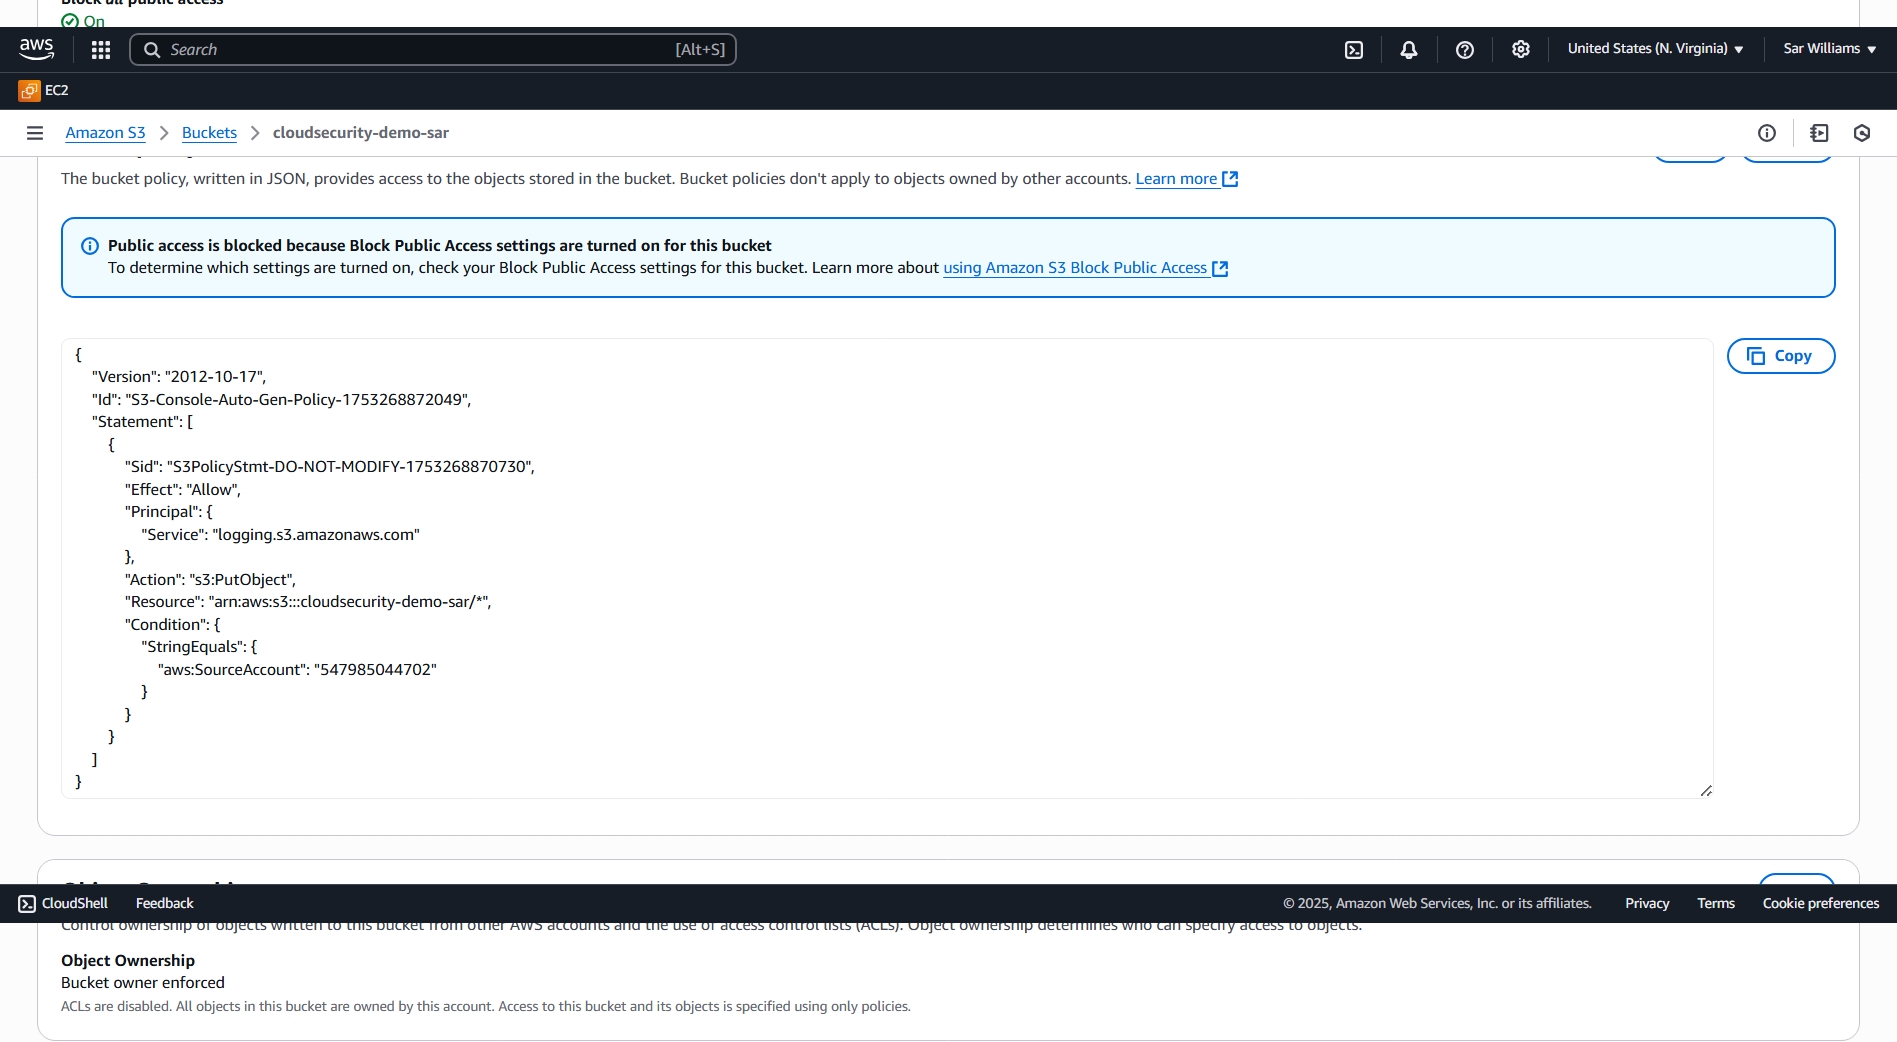 Block all public access
On
aws
Search [Alt+S]
United States (N. Virginia)
Sar Williams
EC2
Amazon S3 > Buckets > cloudsecurity-demo-sar
The bucket policy, written in JSON, provides access to the objects stored in the bucket. Bucket policies don't apply to objects owned by other accounts. Learn more
Public access is blocked because Block Public Access settings are turned on for this bucket
To determine which settings are turned on, check your Block Public Access settings for this bucket. Learn more about using Amazon S3 Block Public Access
Copy
{
"Version": "2012-10-17",
"Id": "S3-Console-Auto-Gen-Policy-1753268872049",
"Statement": [
{
"Sid": "S3PolicyStmt-DO-NOT-MODIFY-1753268870730",
"Effect": "Allow",
"Principal": {
"Service": "logging.s3.amazonaws.com"
},
"Action": "s3:PutObject",
"Resource": "arn:aws:s3:::cloudsecurity-demo-sar/*",
"Condition": {
"StringEquals": {
"aws:SourceAccount": "547985044702"
}
}
}
]
}
CloudShell Feedback © 2025, Amazon Web Services, Inc. or its affiliates. Privacy Terms Cookie preferences
Control ownership of objects written to this bucket from other AWS accounts and the use of access control lists (ACLs). Object ownership determines who can specify access to objects.
Object Ownership
Bucket owner enforced
ACLs are disabled. All objects in this bucket are owned by this account. Access to this bucket and its objects is specified using only policies.